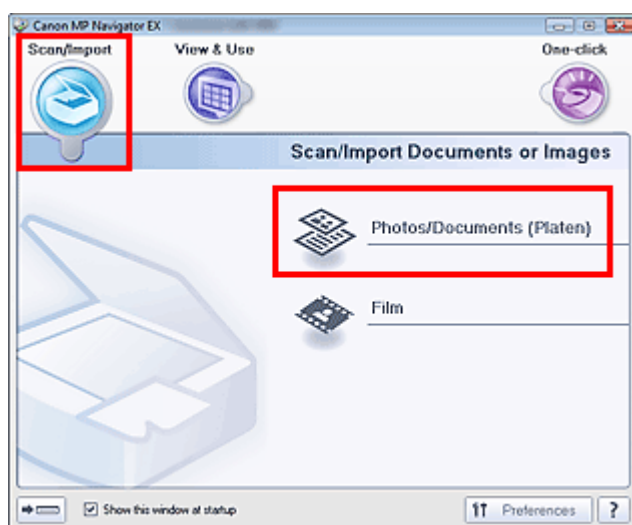 Canon MP Navigator EX
Scan/Import View & Use One-click
Scan/Import Documents or Images
Photos/Documents (Platen)
Film
Show this window at startup Preferences ?